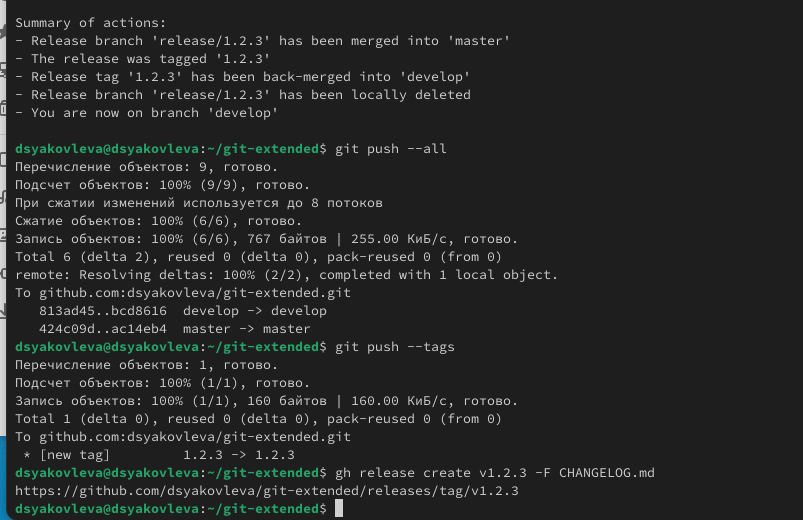 Summary of actions:
- Release branch 'release/1.2.3' has been merged into 'master'
- The release was tagged '1.2.3'
- Release tag '1.2.3' has been back-merged into 'develop'
- Release branch 'release/1.2.3' has been locally deleted
- You are now on branch 'develop'
dsyakovleva@dsyakovleva:~/git-extended$ git push --all
Перечисление объектов: 9, готово.
Подсчет объектов: 100% (9/9), готово.
При сжатии изменений используется до 8 потоков
Сжатие объектов: 100% (6/6), готово.
Запись объектов: 100% (6/6), 767 байтов | 255.00 КиБ/с, готово.
Total 6 (delta 2), reused 0 (delta 0), pack-reused 0 (from 0)
remote: Resolving deltas: 100% (2/2), completed with 1 local object.
To github.com:dsyakovleva/git-extended.git
   813ad45..bcd8616  develop -> develop
   424c09d..ac14eb4  master -> master
dsyakovleva@dsyakovleva:~/git-extended$ git push --tags
Перечисление объектов: 1, готово.
Подсчет объектов: 100% (1/1), готово.
Запись объектов: 100% (1/1), 160 байтов | 160.00 КиБ/с, готово.
Total 1 (delta 0), reused 0 (delta 0), pack-reused 0 (from 0)
To github.com:dsyakovleva/git-extended.git
 * [new tag]         1.2.3 -> 1.2.3
dsyakovleva@dsyakovleva:~/git-extended$ gh release create v1.2.3 -F CHANGELOG.md
https://github.com/dsyakovleva/git-extended/releases/tag/v1.2.3
dsyakovleva@dsyakovleva:~/git-extended$